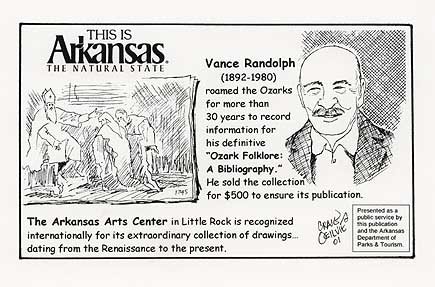 THIS IS
Arkansas.
THE NATURAL STATE
Vance Randolph
(1892-1980)
roamed the Ozarks
for more than
30 years to record
information for
his definitive
"Ozark Folklore:
A Bibliography."
He sold the collection
for $500 to ensure its publication.
1745
The Arkansas Arts Center in Little Rock is recognized
internationally for its extraordinary collection of drawings...
dating from the Renaissance to the present.
CRAIG
OGILVIE
01
Presented as a
public service by
this publication
and the Arkansas
Department of
Parks & Tourism.